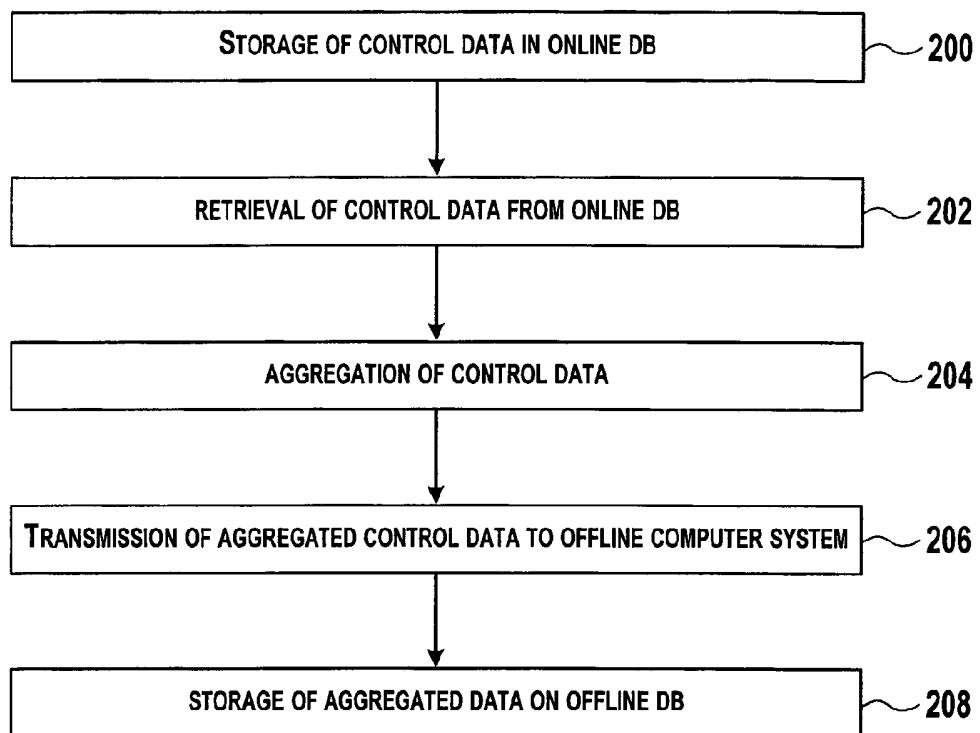 STORAGE OF CONTROL DATA IN ONLINE DB 200
RETRIEVAL OF CONTROL DATA FROM ONLINE DB 202
AGGREGATION OF CONTROL DATA 204
TRANSMISSION OF AGGREGATED CONTROL DATA TO OFFLINE COMPUTER SYSTEM 206
STORAGE OF AGGREGATED DATA ON OFFLINE DB 208